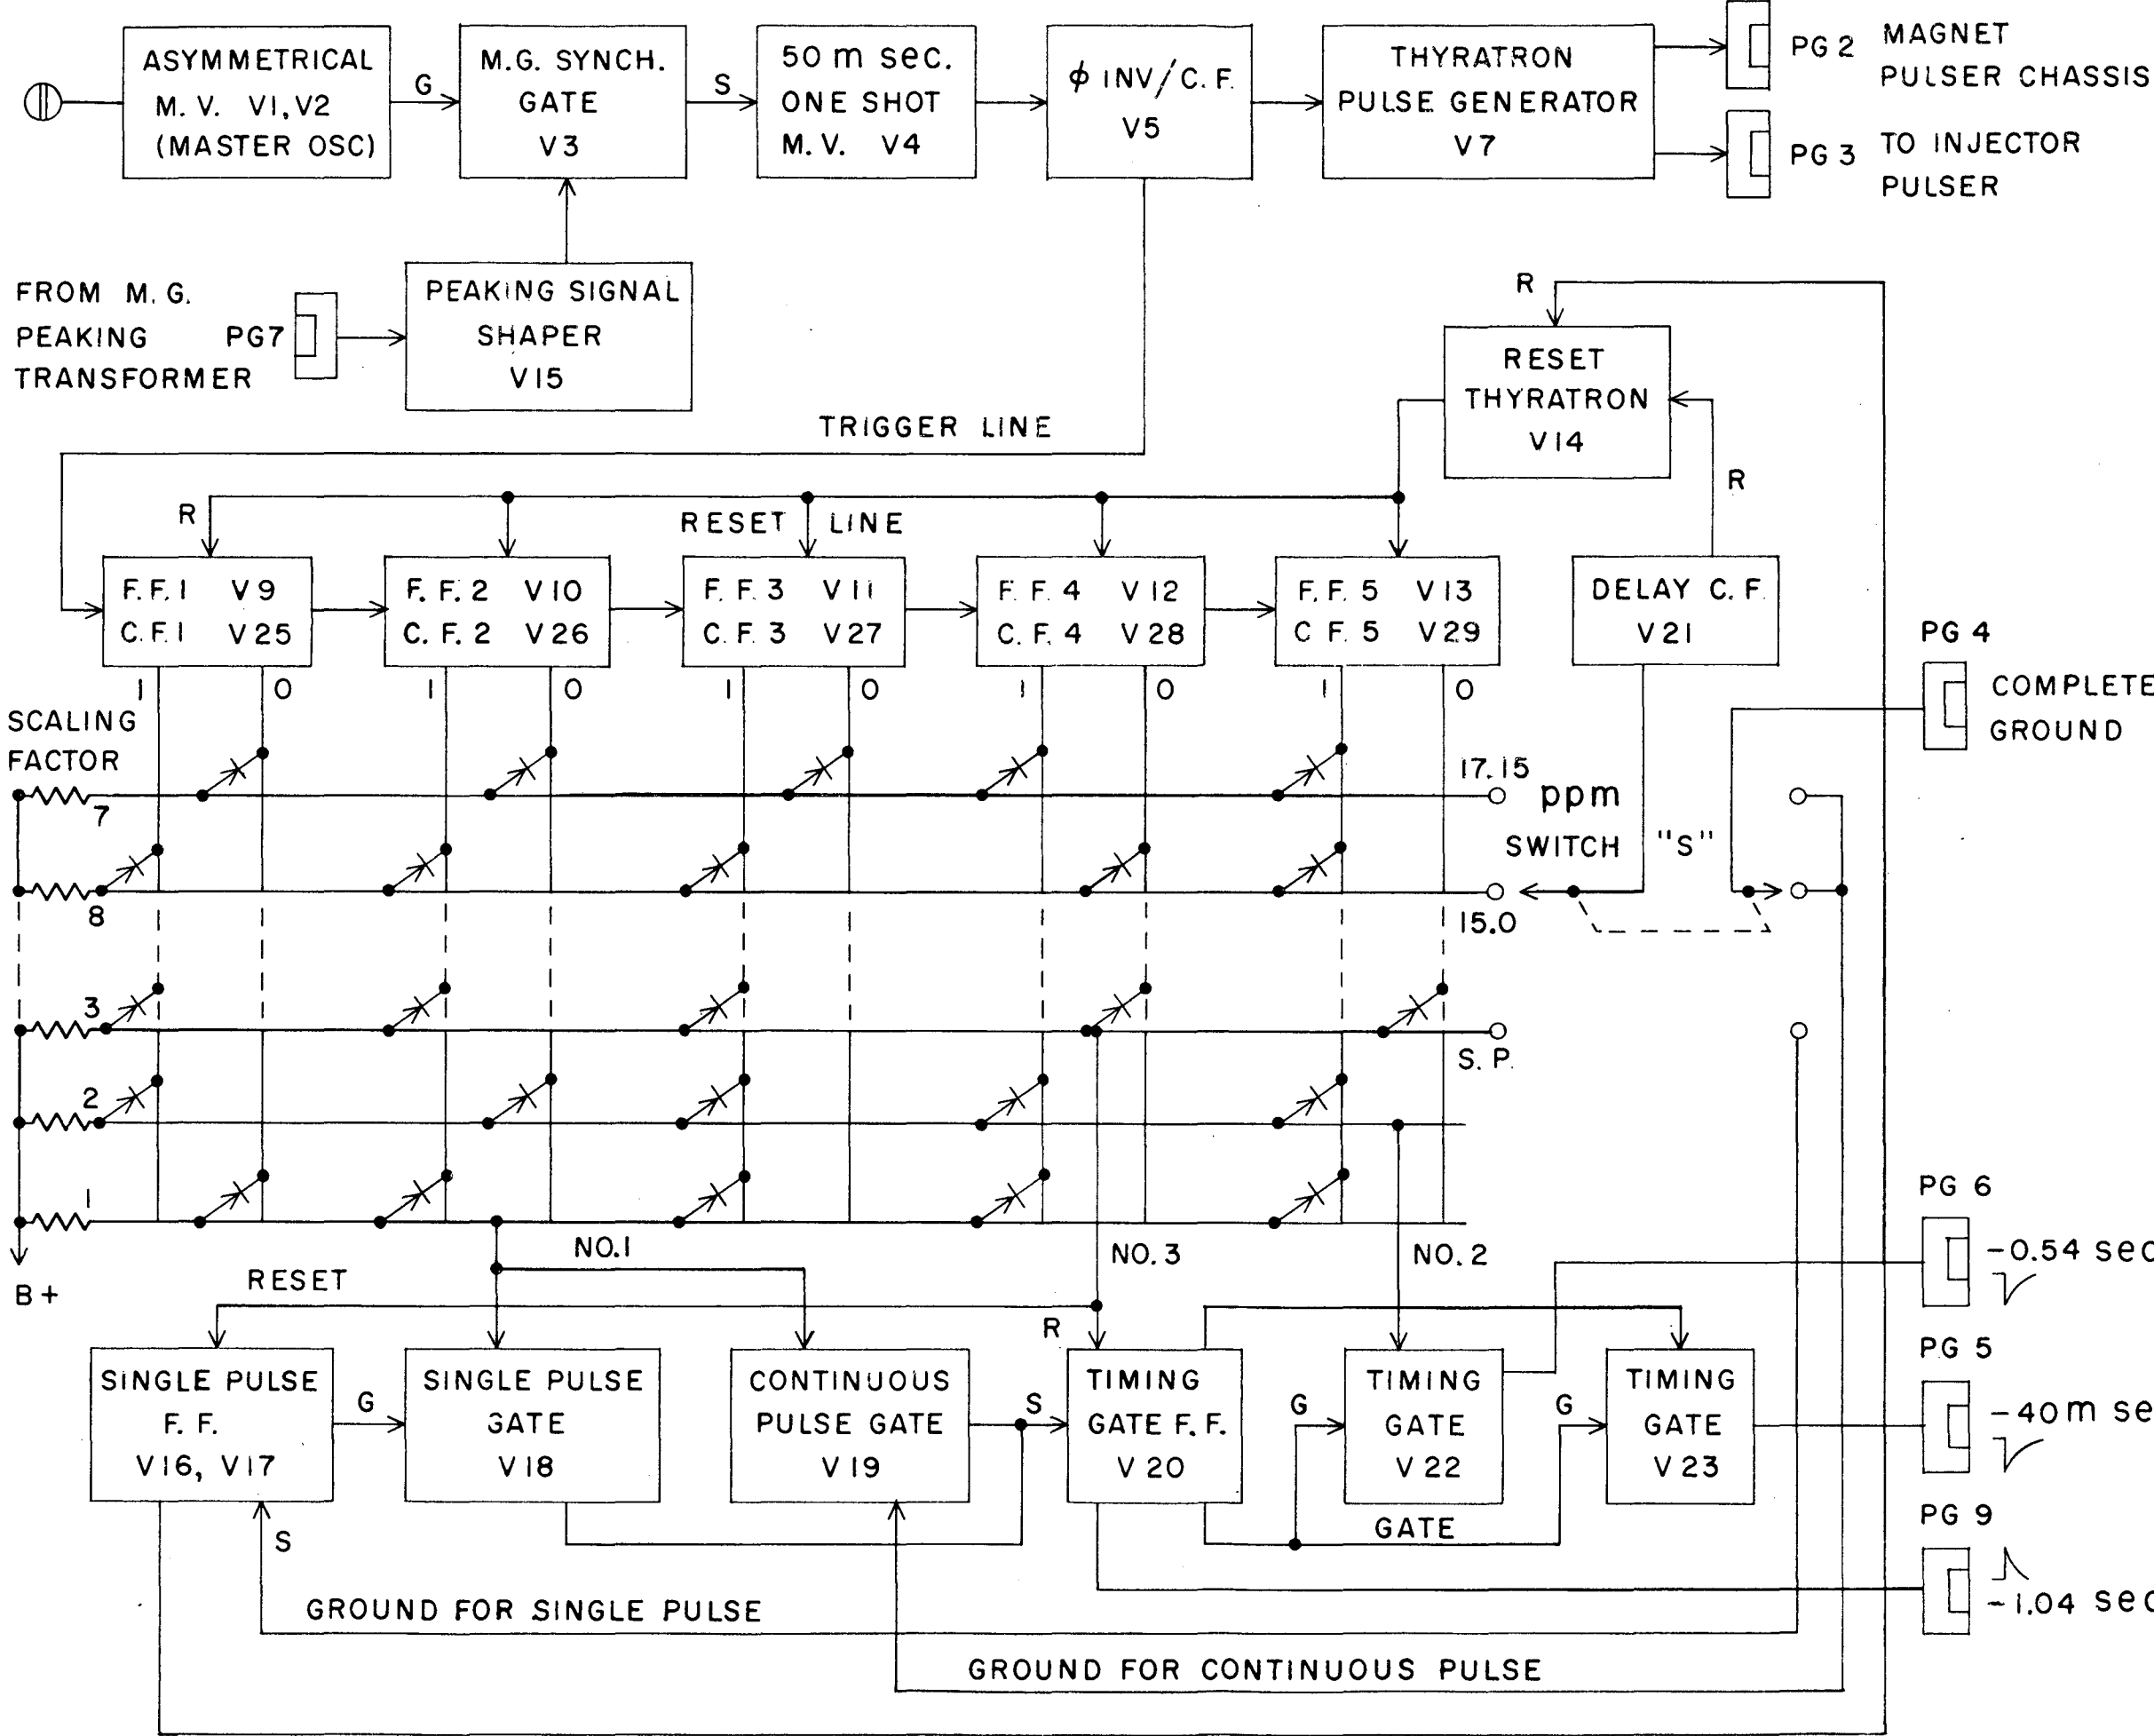 ASYMMETRICAL
M. V. V1, V2
(MASTER OSC)
G
M.G. SYNCH.
GATE
V3
S
50 m sec.
ONE SHOT
M. V. V4
ϕ INV/C.F.
V5
THYRATRON
PULSE GENERATOR
V7
PG 2
MAGNET
PULSER CHASSIS
PG 3
TO INJECTOR
PULSER
FROM M. G.
PEAKING
TRANSFORMER
PG7
PEAKING SIGNAL
SHAPER
V15
R
RESET
THYRATRON
V14
TRIGGER LINE
R
R
RESET LINE
F. F. 1 V9
C. F. 1 V25
F. F. 2 V10
C. F. 2 V26
F. F. 3 V11
C. F. 3 V27
F. F. 4 V12
C. F. 4 V28
F. F. 5 V13
C F. 5 V29
DELAY C. F.
V21
PG 4
COMPLETE
GROUND
1 0
1 0
1 0
1 0
1 0
SCALING
FACTOR
7
17.15
ppm
SWITCH "S"
8
15.0
3
S. P.
2
1
B+
NO.1
NO. 3
NO. 2
RESET
R
PG 6
-0.54 sec
SINGLE PULSE
F. F.
V16, V17
G
SINGLE PULSE
GATE
V18
CONTINUOUS
PULSE GATE
V19
S
TIMING
GATE F. F.
V20
G
TIMING
GATE
V22
G
TIMING
GATE
V23
PG 5
-40 m se
S
GATE
PG 9
-1.04 sec
GROUND FOR SINGLE PULSE
GROUND FOR CONTINUOUS PULSE